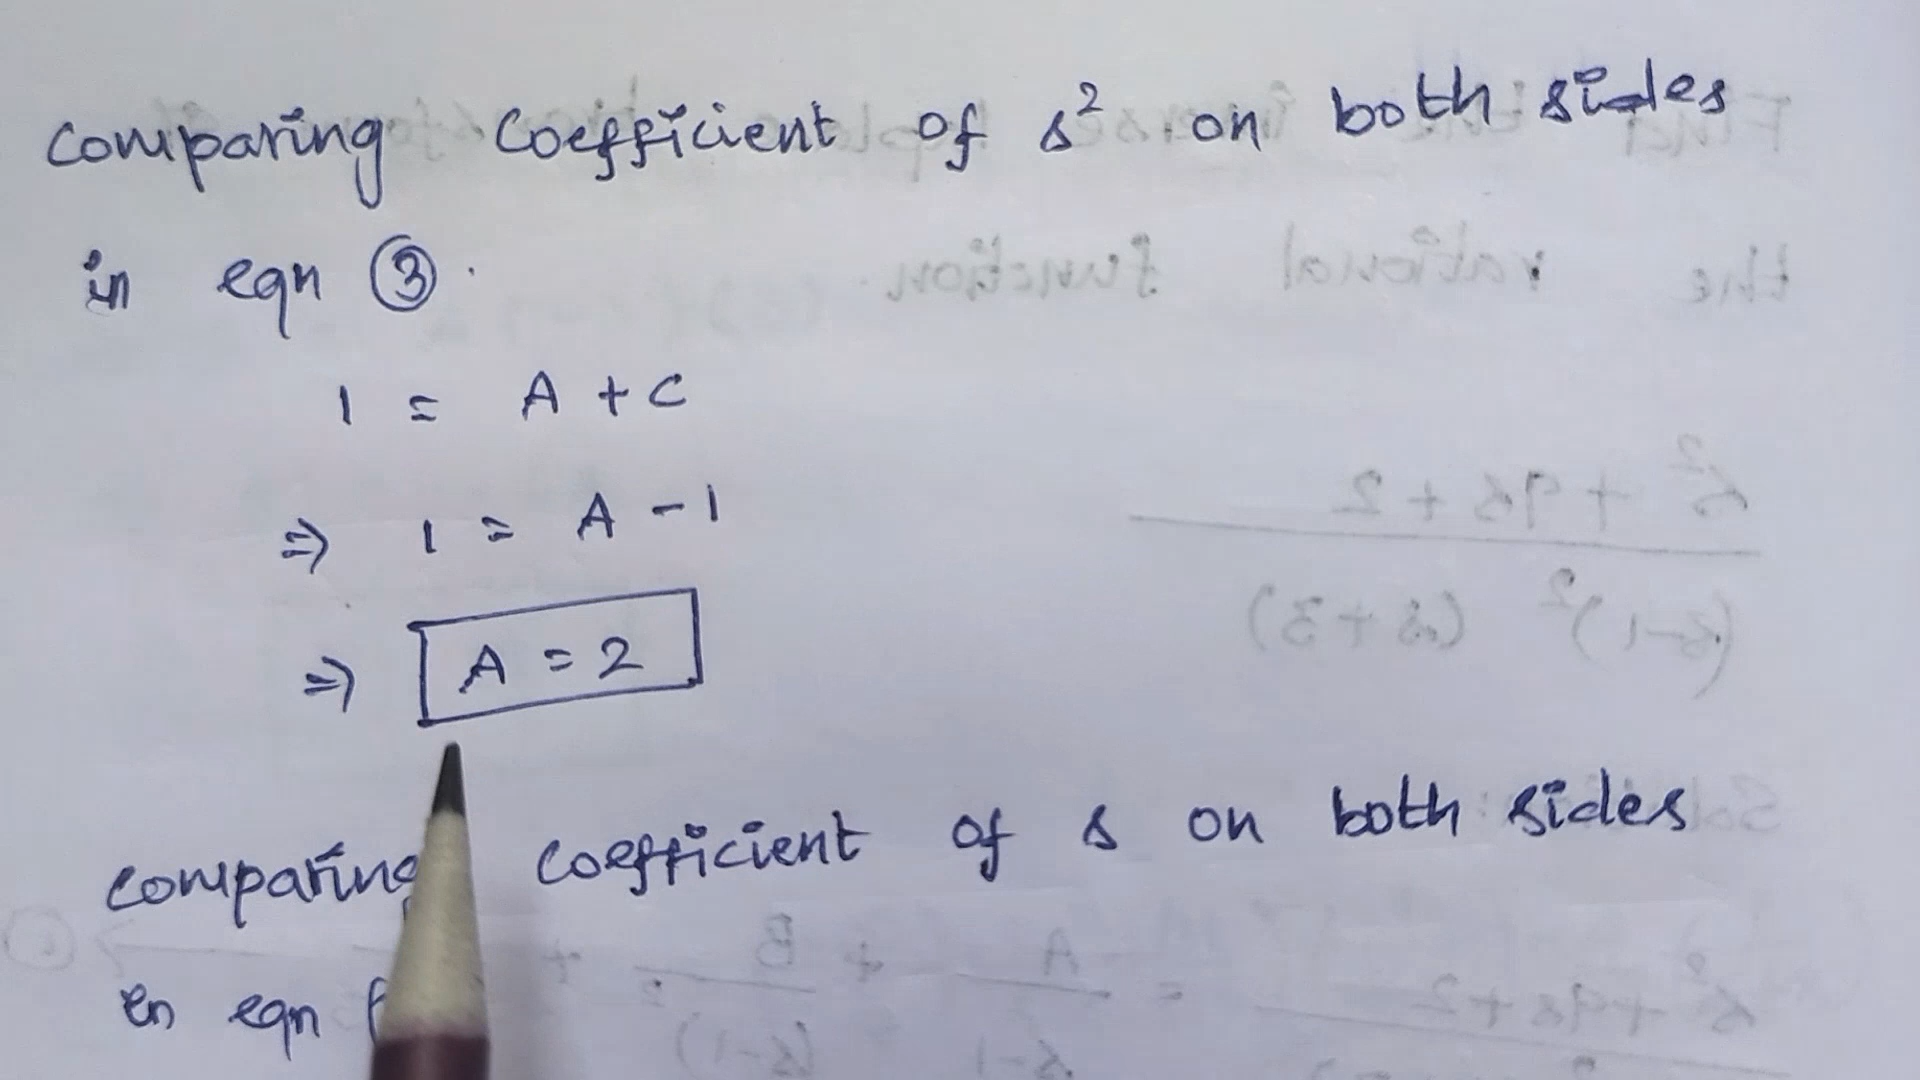 comparing coefficient of s² on both sides
in eqn ③.
1 = A + C
⇒ 1 = A - 1
⇒ A = 2
comparing coefficient of s on both sides
in eqn